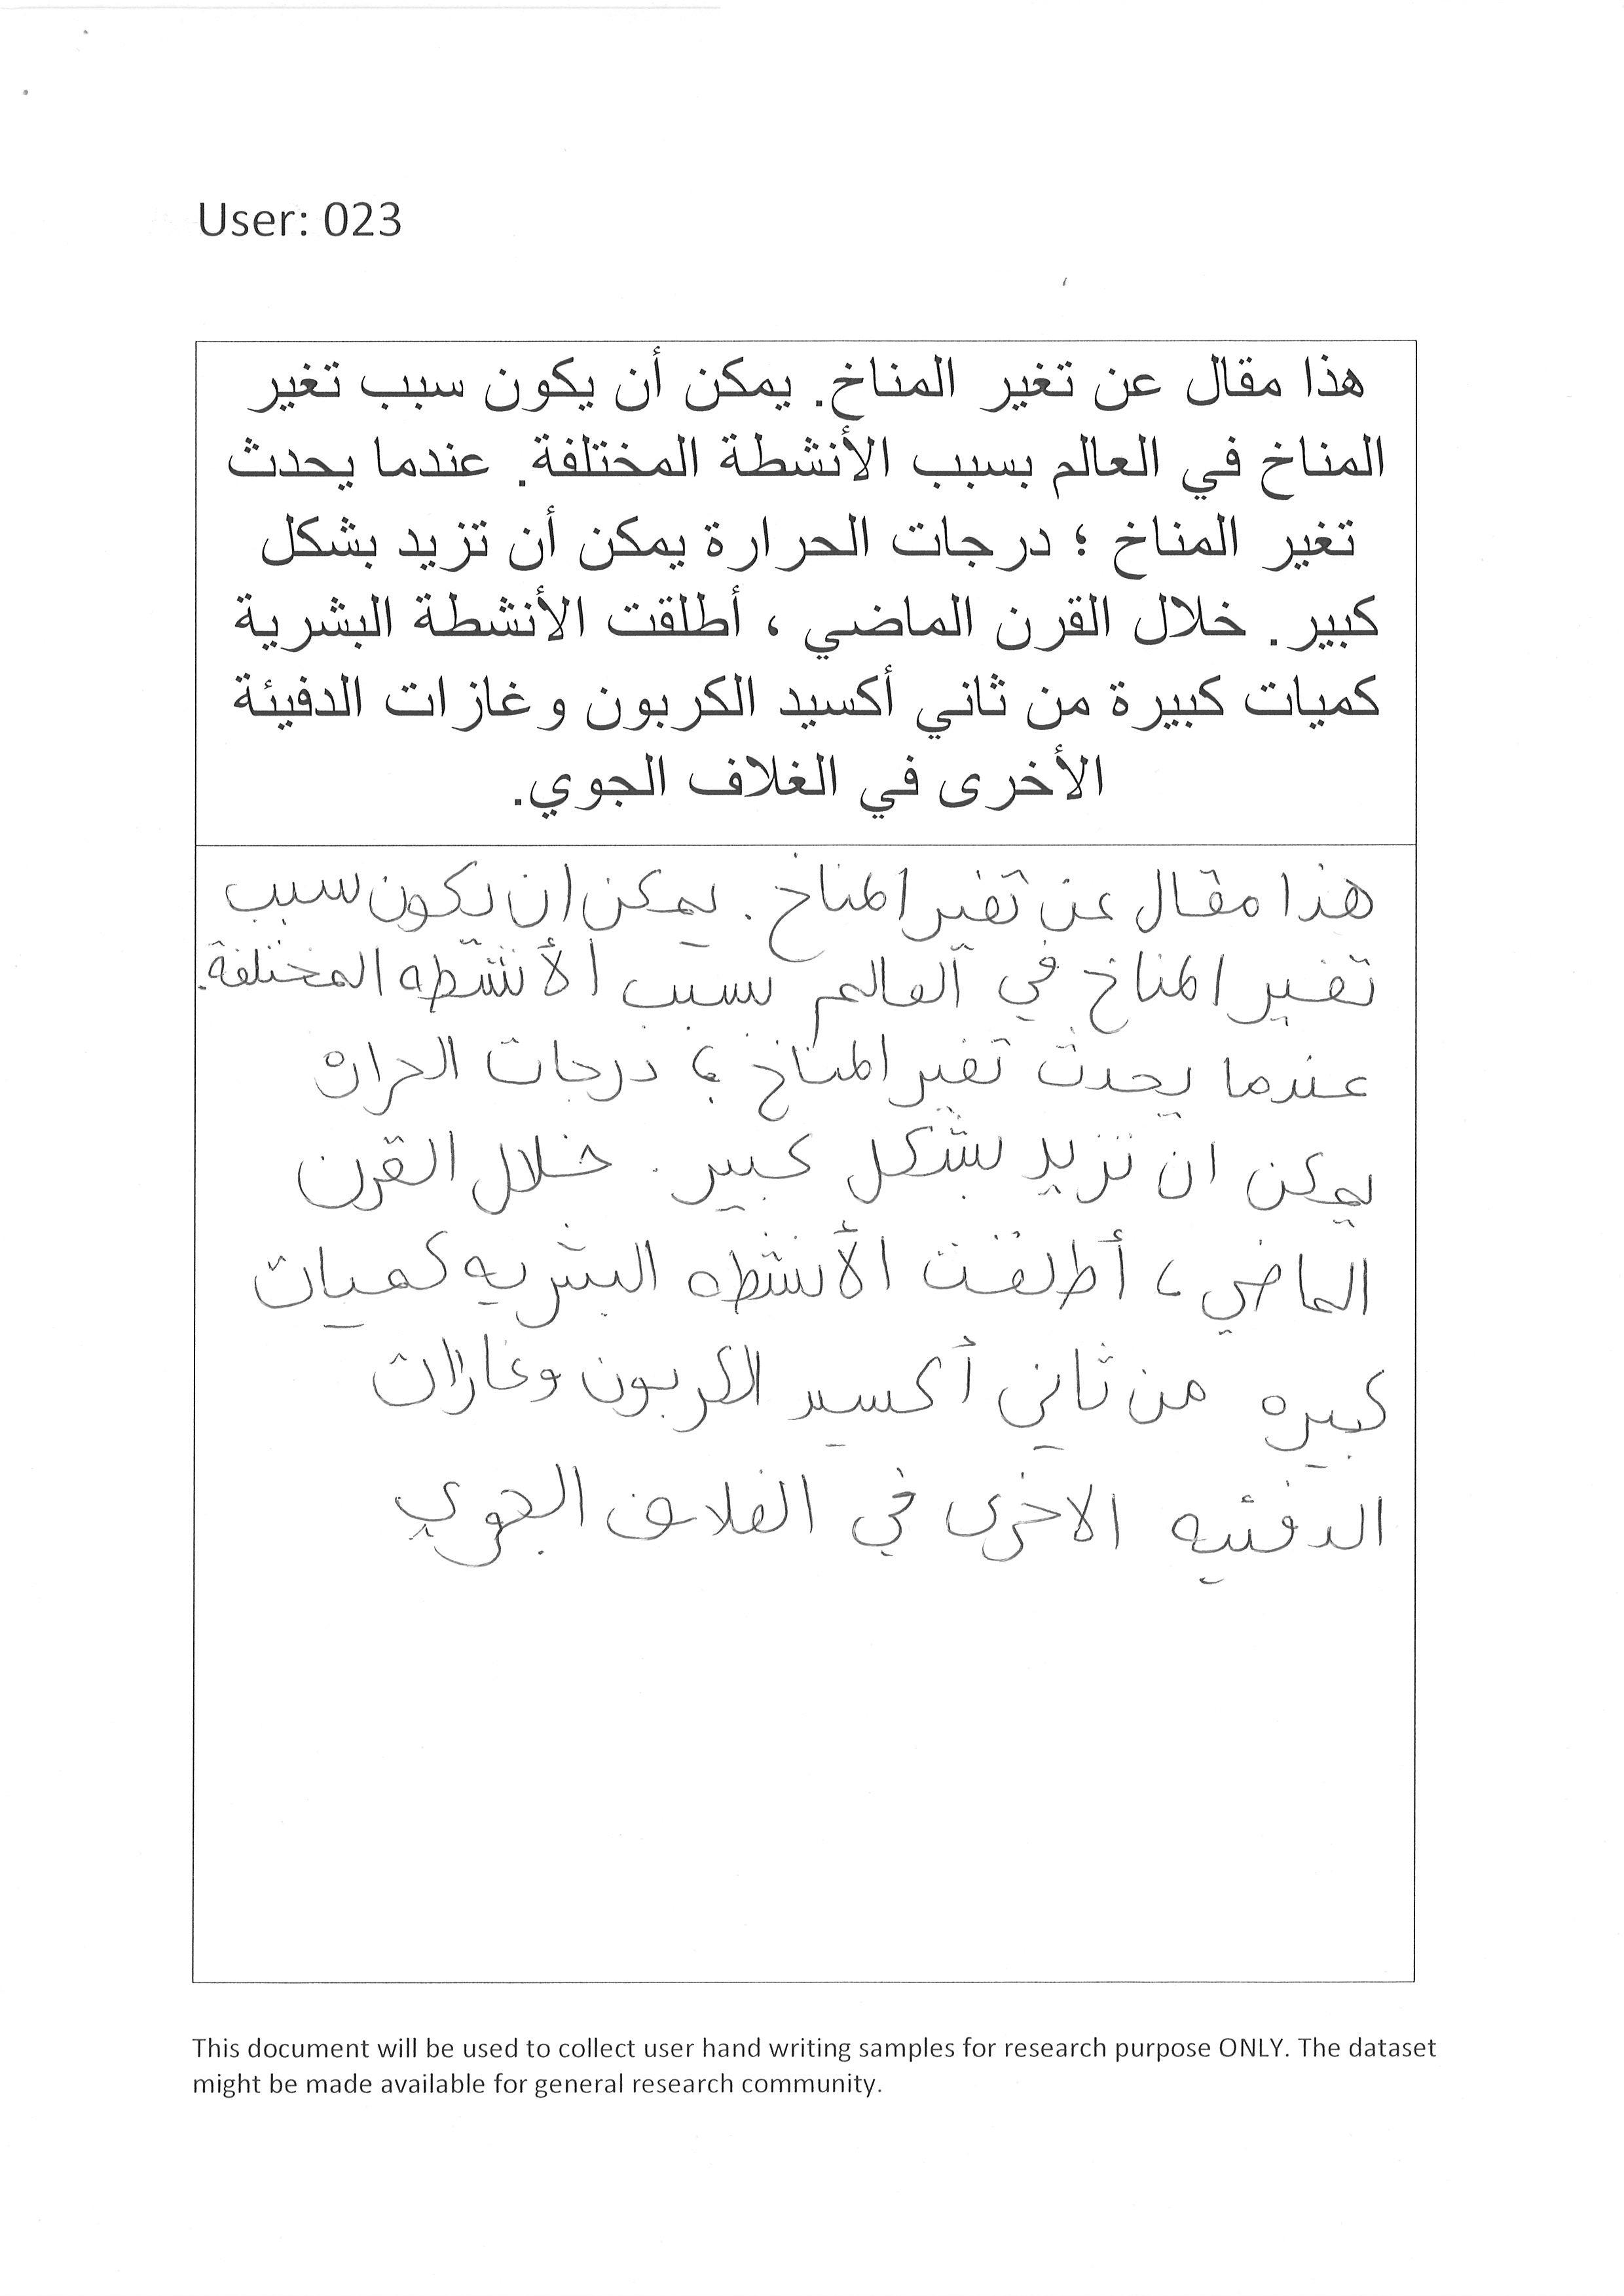 User: 023
هذا مقال عن تغير المناخ. يمكن أن يكون سبب تغير
المناخ في العالم بسبب الأنشطة المختلفة. عندما يحدث
تغير المناخ ؛ درجات الحرارة يمكن أن تزيد بشكل
كبير. خلال القرن الماضي ، أطلقت الأنشطة البشرية
كميات كبيرة من ثاني أكسيد الكربون وغازات الدفيئة
الأخرى في الغلاف الجوي.
هذا مقال عن تغير المناخ. يمكن ان يكون سبب
تغير المناخ في العالم بسبب الأنشطه المختلفة.
عندما يحدث تغير المناخ ؛ درجات الحراره
يمكن ان تزيد بشكل كبير. خلال القرن
الماضي ، أطلقت الأنشطه البشريه كميات
كبيره من ثاني أكسيد الكربون وغازات
الدفئيه الاخرى في الغلاف الجوي
This document will be used to collect user hand writing samples for research purpose ONLY. The dataset
might be made available for general research community.